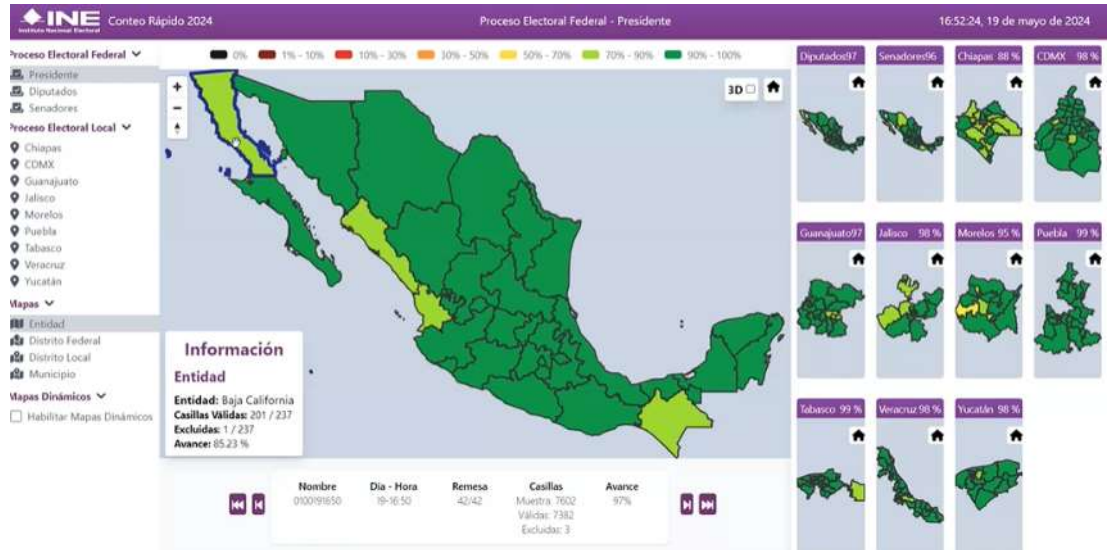 INE
Instituto Nacional Electoral
Conteo Rápido 2024
Proceso Electoral Federal - Presidente
16:52:24, 19 de mayo de 2024
Proceso Electoral Federal
Presidente
Diputados
Senadores
Proceso Electoral Local
Chiapas
CDMX
Guanajuato
Jalisco
Morelos
Puebla
Tabasco
Veracruz
Yucatán
Mapas
Entidad
Distrito Federal
Distrito Local
Municipio
Mapas Dinámicos
Habilitar Mapas Dinámicos
0% 1% - 10% 10% - 30% 30% - 50% 50% - 70% 70% - 90% 90% - 100%
+
−
3D
Información
Entidad
Entidad: Baja California
Casillas Válidas: 201 / 237
Excluidas: 1 / 237
Avance: 85.23 %
Nombre Día - Hora Remesa Casillas Avance
0100191650 19-16:50 42/42 Muestra: 7602 97%
Válidas: 7382
Excluidas: 3
Diputados97 Senadores96 Chiapas 88 % CDMX 98 %
Guanajuato97 Jalisco 98 % Morelos 95 % Puebla 99 %
Tabasco 99 % Veracruz 98 % Yucatán 98 %